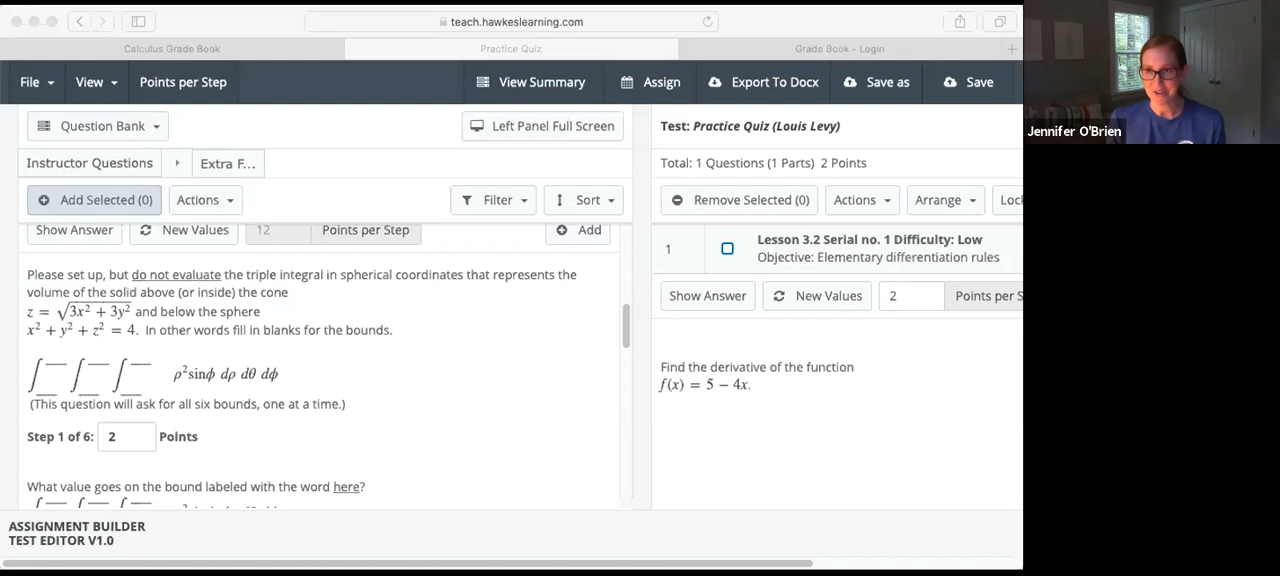 teach.hawkeslearning.com
Calculus Grade Book
Practice Quiz
Grade Book - Login
File
View
Points per Step
View Summary
Assign
Export To Docx
Save as
Save
Question Bank
Left Panel Full Screen
Instructor Questions
Extra F...
Add Selected (0)
Actions
Filter
Sort
Show Answer
New Values
12
Points per Step
Add
Please set up, but do not evaluate the triple integral in spherical coordinates that represents the
volume of the solid above (or inside) the cone
z = √3x² + 3y² and below the sphere
x² + y² + z² = 4. In other words fill in blanks for the bounds.
∫ ∫ ∫ ρ²sinϕ dρ dθ dϕ
(This question will ask for all six bounds, one at a time.)
Step 1 of 6: 2 Points
What value goes on the bound labeled with the word here?
Test: Practice Quiz (Louis Levy)
Total: 1 Questions (1 Parts) 2 Points
Remove Selected (0)
Actions
Arrange
Loc
1
Lesson 3.2 Serial no. 1 Difficulty: Low
Objective: Elementary differentiation rules
Show Answer
New Values
2
Points per S
Find the derivative of the function
f(x) = 5 − 4x.
ASSIGNMENT BUILDER
TEST EDITOR V1.0
Jennifer O'Brien